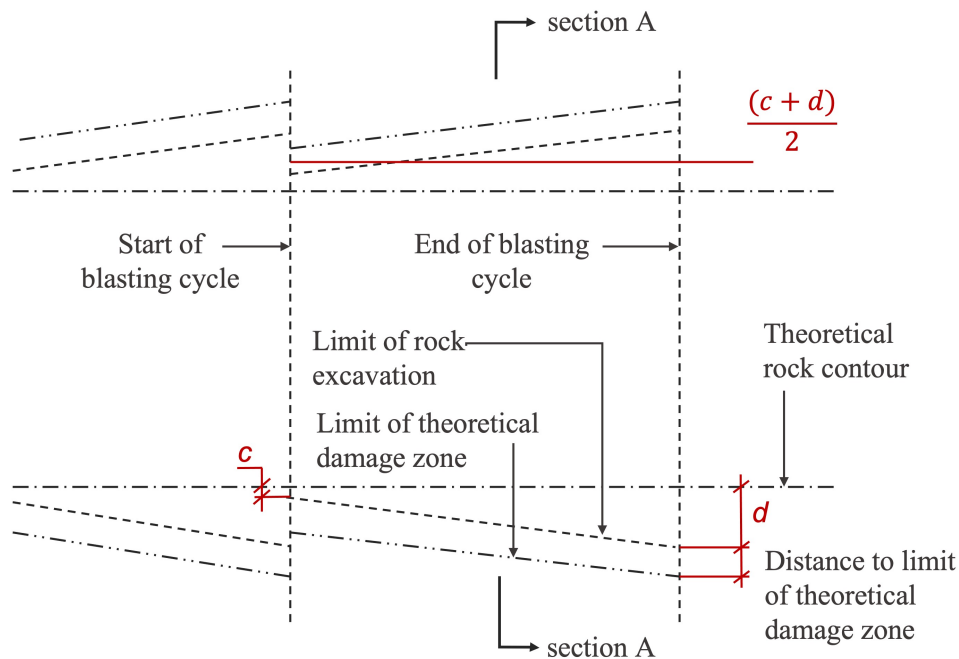 section A
(c + d)
2
Start of
blasting cycle
End of blasting
cycle
Limit of rock
excavation
Theoretical
rock contour
Limit of theoretical
damage zone
c
d
Distance to limit
of theoretical
damage zone
section A